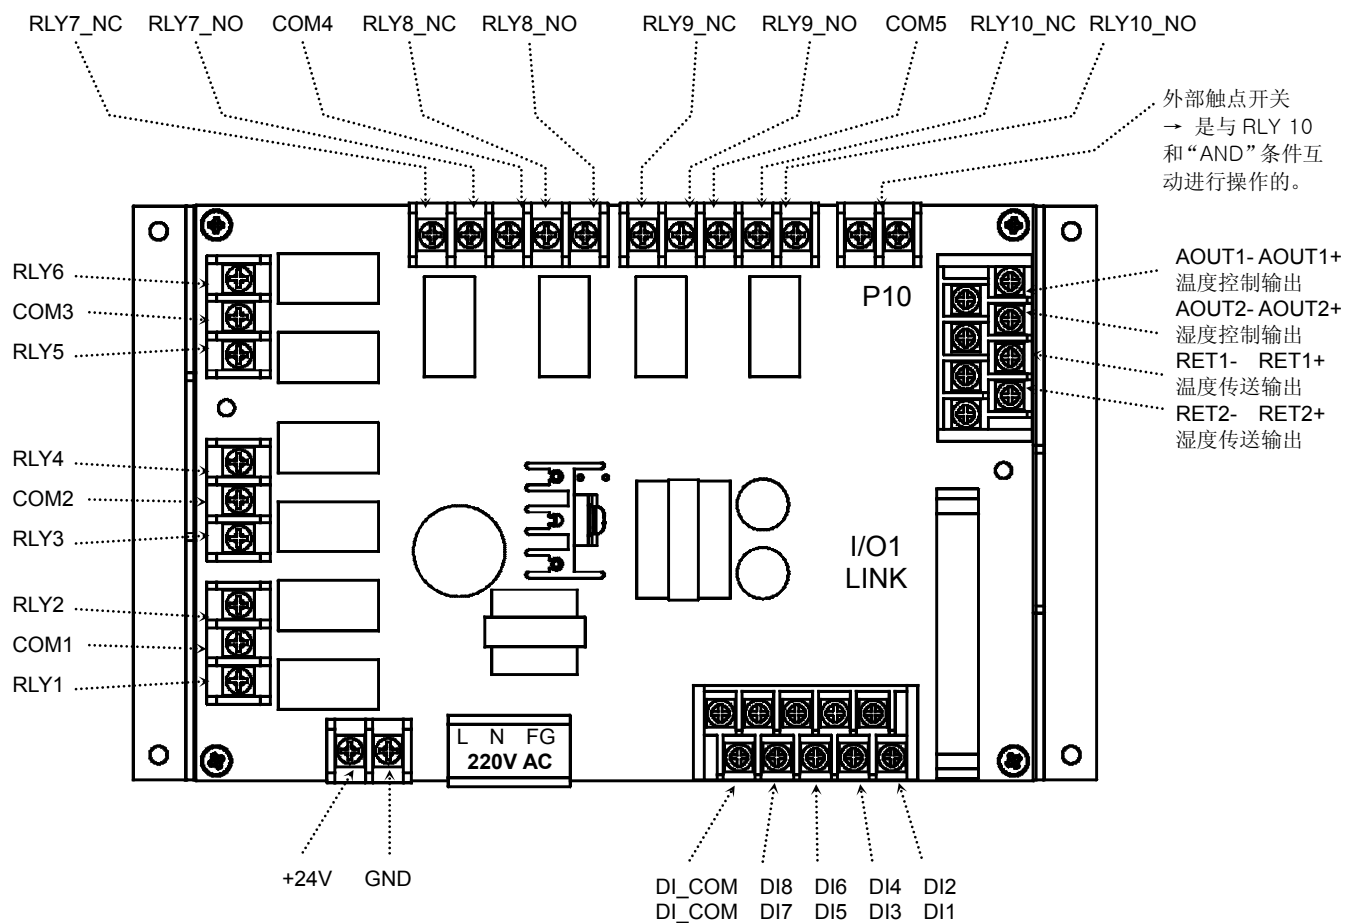 RLY7_NC RLY7_NO COM4 RLY8_NC RLY8_NO RLY9_NC RLY9_NO COM5 RLY10_NC RLY10_NO
外部触点开关
→ 是与 RLY 10
和“AND”条件互
动进行操作的。
RLY6
COM3
RLY5
P10
AOUT1- AOUT1+
温度控制输出
AOUT2- AOUT2+
湿度控制输出
RET1- RET1+
温度传送输出
RET2- RET2+
湿度传送输出
RLY4
COM2
RLY3
I/O1
LINK
RLY2
COM1
RLY1
L N FG
220V AC
+24V GND
DI_COM DI8 DI6 DI4 DI2
DI_COM DI7 DI5 DI3 DI1